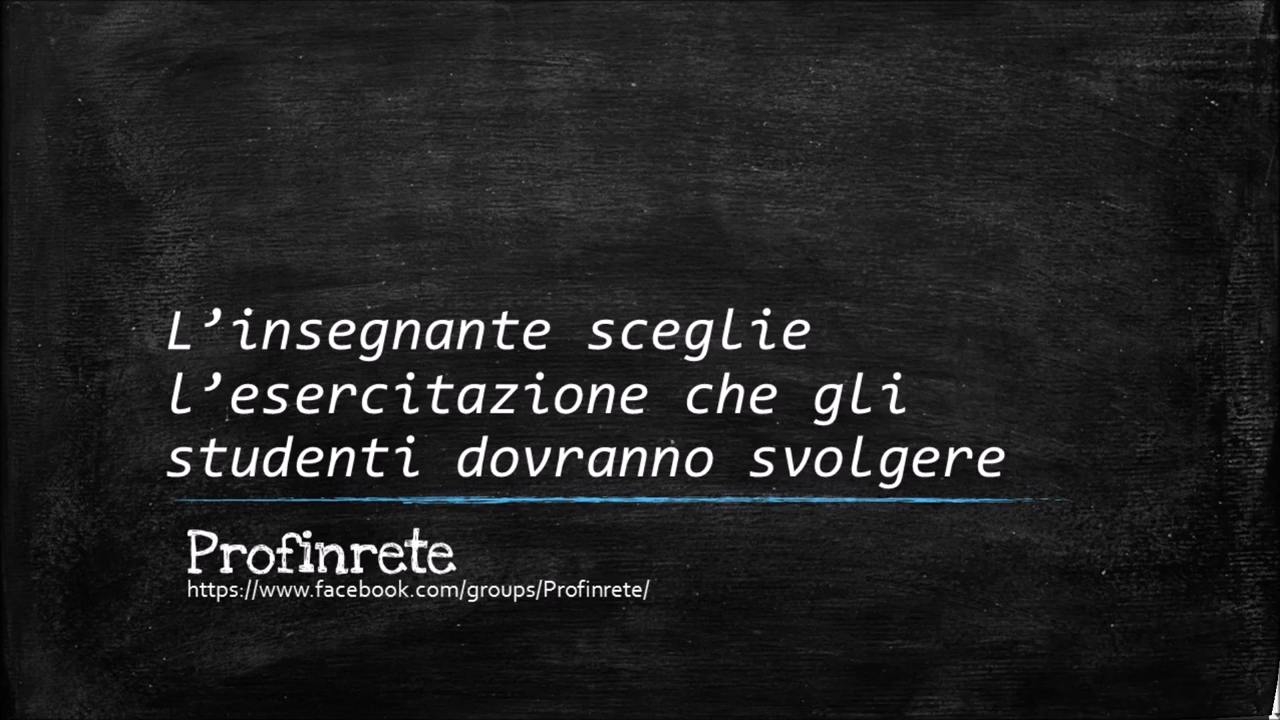 L’insegnante sceglie
l’esercitazione che gli
studenti dovranno svolgere
Profinrete
https://www.facebook.com/groups/Profinrete/